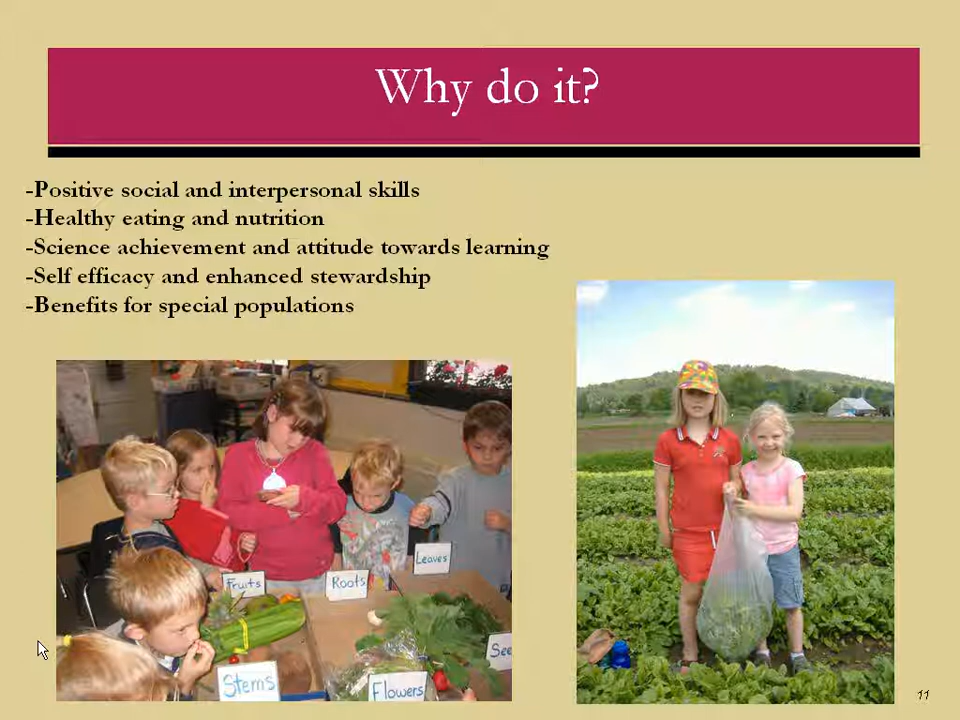 Why do it?
-Positive social and interpersonal skills
-Healthy eating and nutrition
-Science achievement and attitude towards learning
-Self efficacy and enhanced stewardship
-Benefits for special populations
Leaves
Fruits
Roots
See
Stems
Flowers
11